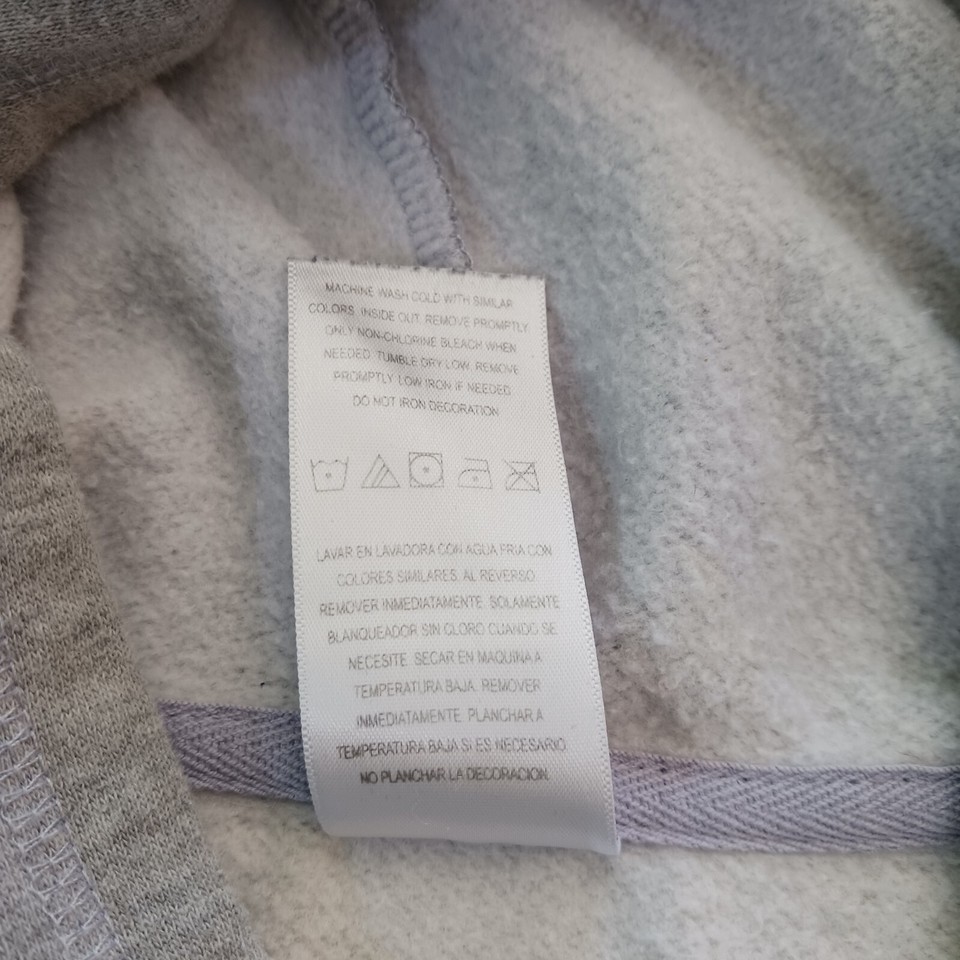 MACHINE WASH COLD WITH SIMILAR
COLORS. INSIDE OUT. REMOVE PROMPTLY.
ONLY NON-CHLORINE BLEACH WHEN
NEEDED. TUMBLE DRY LOW. REMOVE
PROMPTLY. LOW IRON IF NEEDED.
DO NOT IRON DECORATION
LAVAR EN LAVADORA CON AGUA FRIA CON
COLORES SIMILARES. AL REVERSO.
REMOVER INMEDIATAMENTE. SOLAMENTE
BLANQUEADOR SIN CLORO CUANDO SE
NECESITE. SECAR EN MAQUINA A
TEMPERATURA BAJA. REMOVER
INMEDIATAMENTE. PLANCHAR A
TEMPERATURA BAJA SI ES NECESARIO.
NO PLANCHAR LA DECORACION.